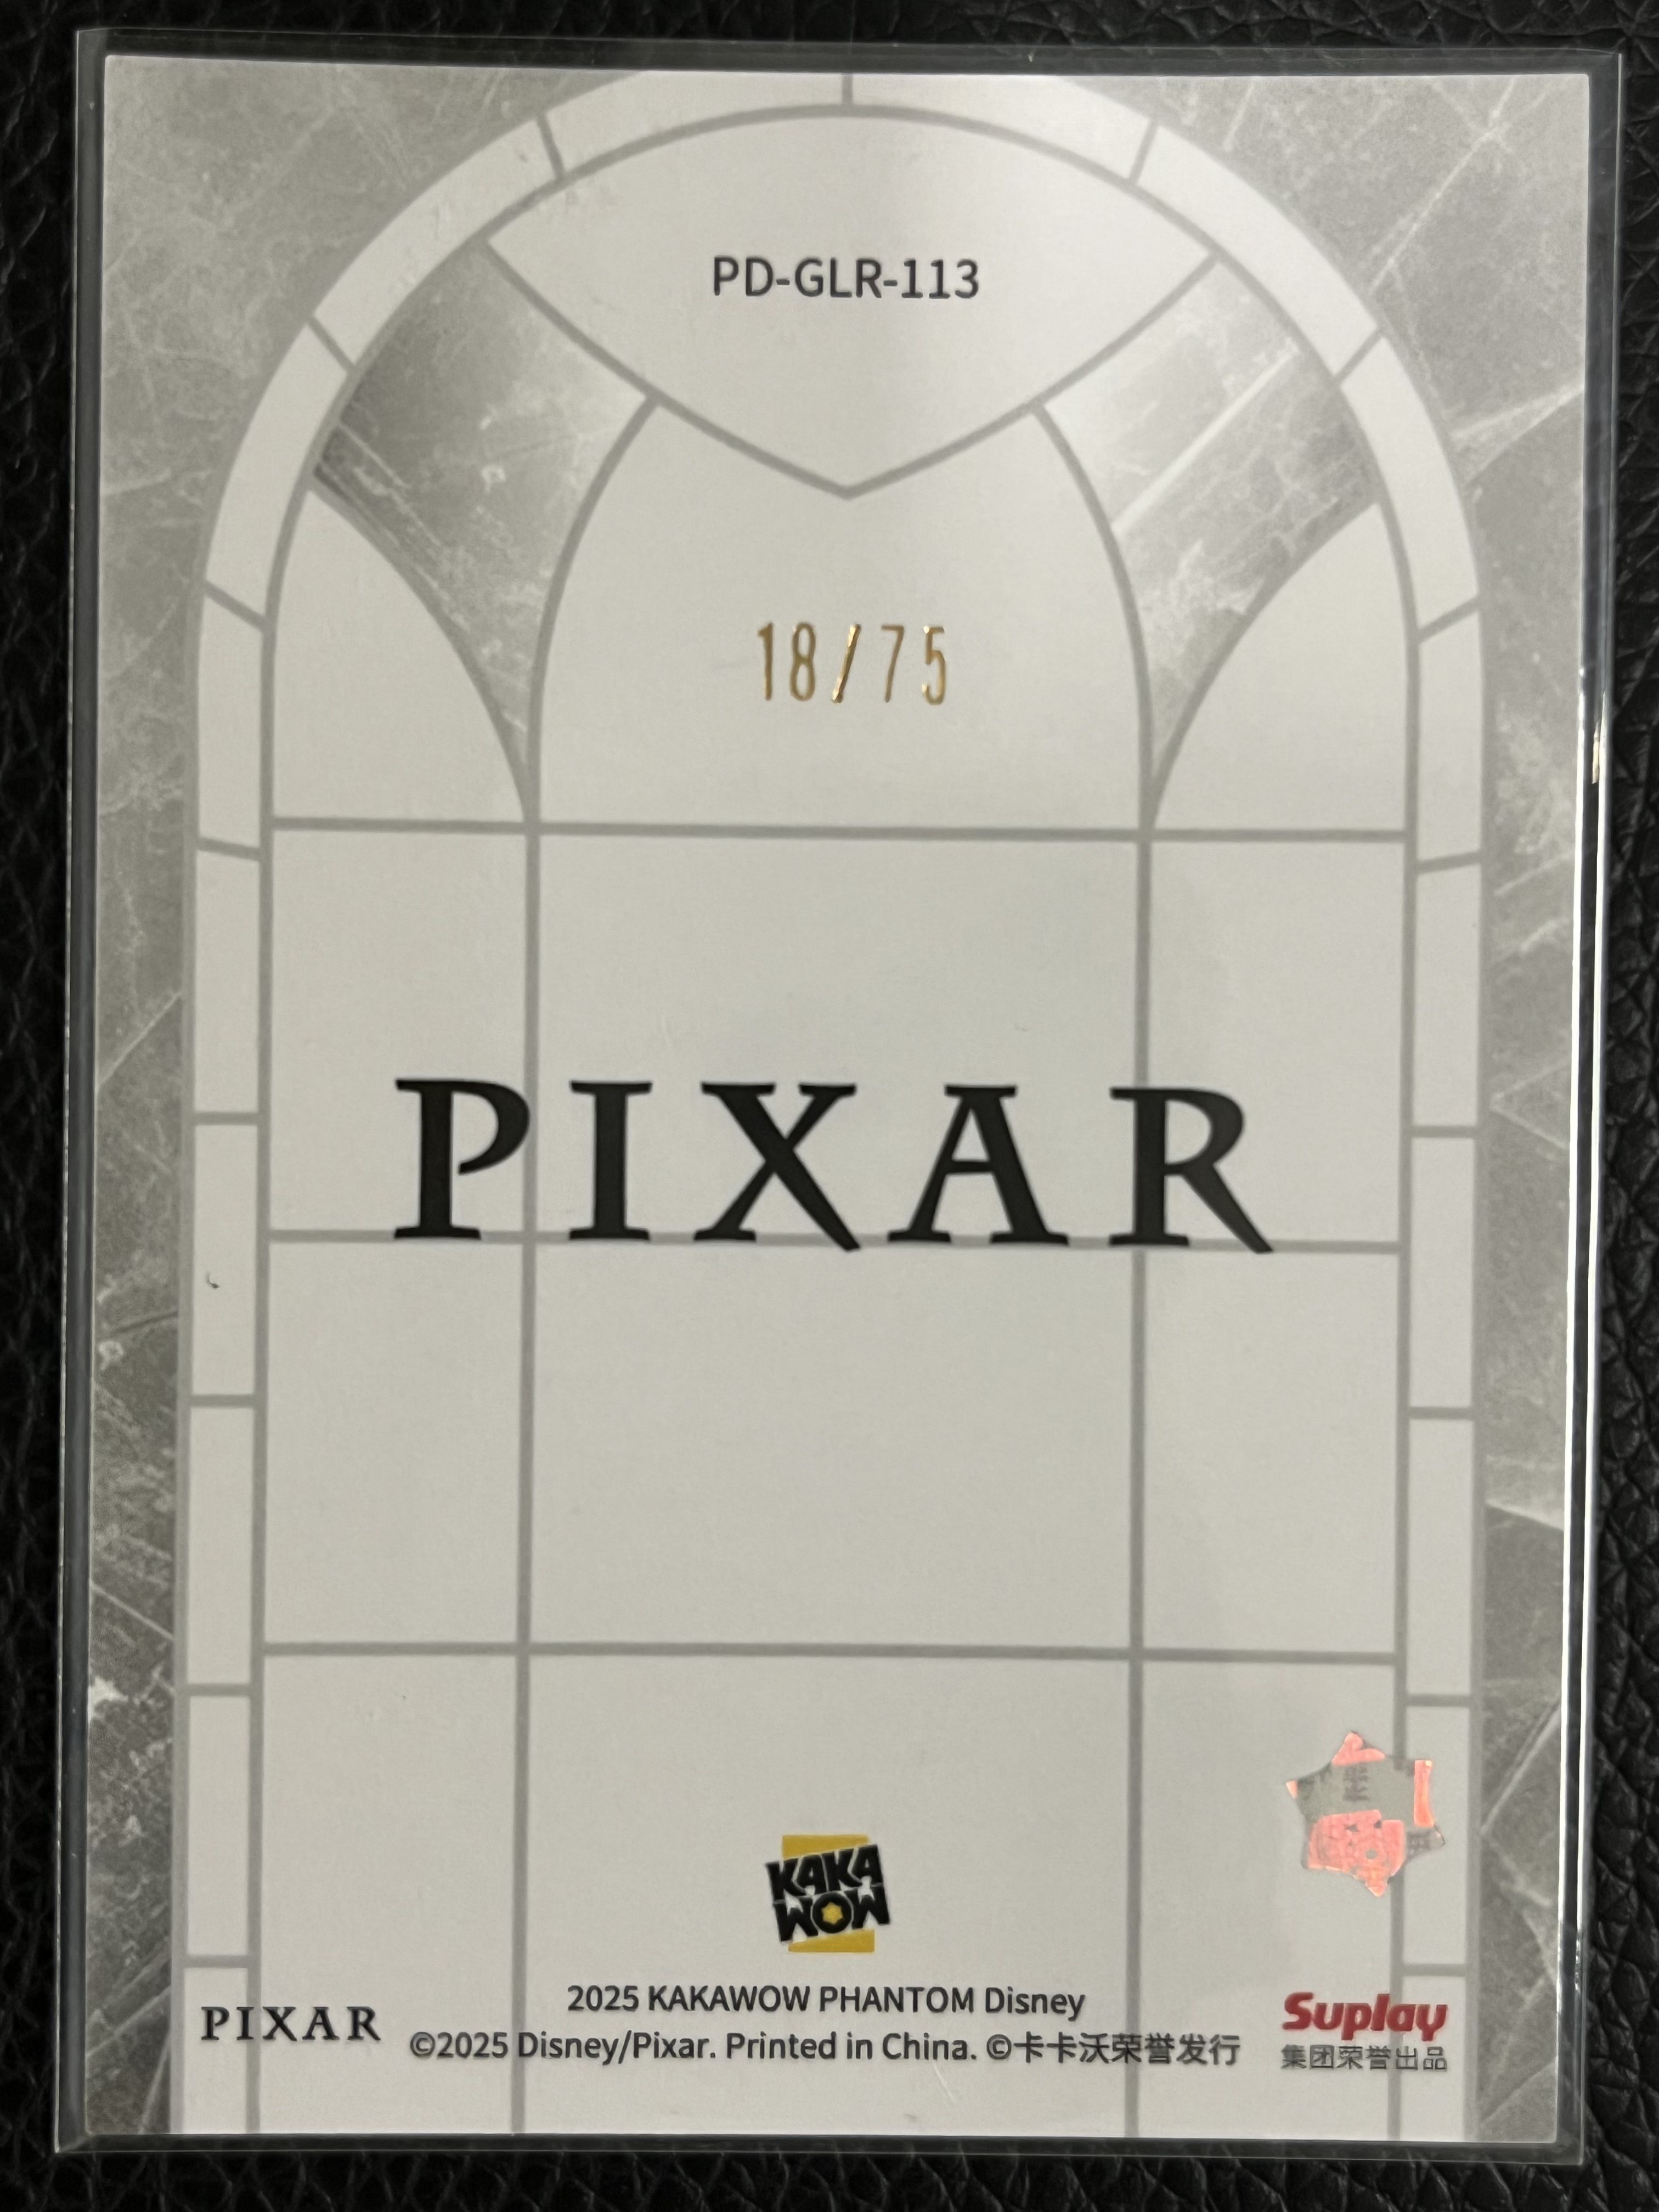 PD-GLR-113
18/75
PIXAR
KAKA
WOW
2025 KAKAWOW PHANTOM Disney
PIXAR
©2025 Disney/Pixar. Printed in China. ©卡卡沃荣誉发行
Suplay
集团荣誉出品